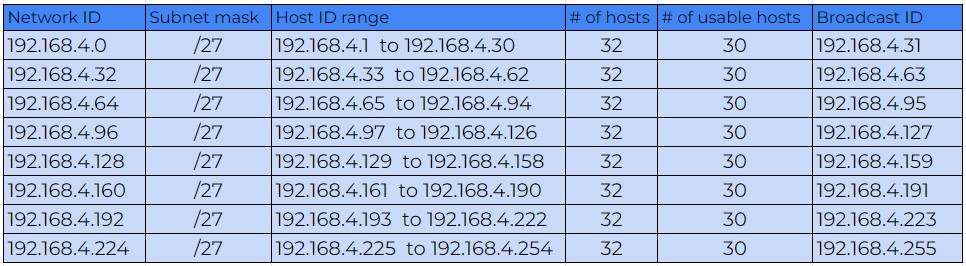 Network ID Subnet mask Host ID range # of hosts # of usable hosts Broadcast ID
192.168.4.0 /27 192.168.4.1 to 192.168.4.30 32 30 192.168.4.31
192.168.4.32 /27 192.168.4.33 to 192.168.4.62 32 30 192.168.4.63
192.168.4.64 /27 192.168.4.65 to 192.168.4.94 32 30 192.168.4.95
192.168.4.96 /27 192.168.4.97 to 192.168.4.126 32 30 192.168.4.127
192.168.4.128 /27 192.168.4.129 to 192.168.4.158 32 30 192.168.4.159
192.168.4.160 /27 192.168.4.161 to 192.168.4.190 32 30 192.168.4.191
192.168.4.192 /27 192.168.4.193 to 192.168.4.222 32 30 192.168.4.223
192.168.4.224 /27 192.168.4.225 to 192.168.4.254 32 30 192.168.4.255